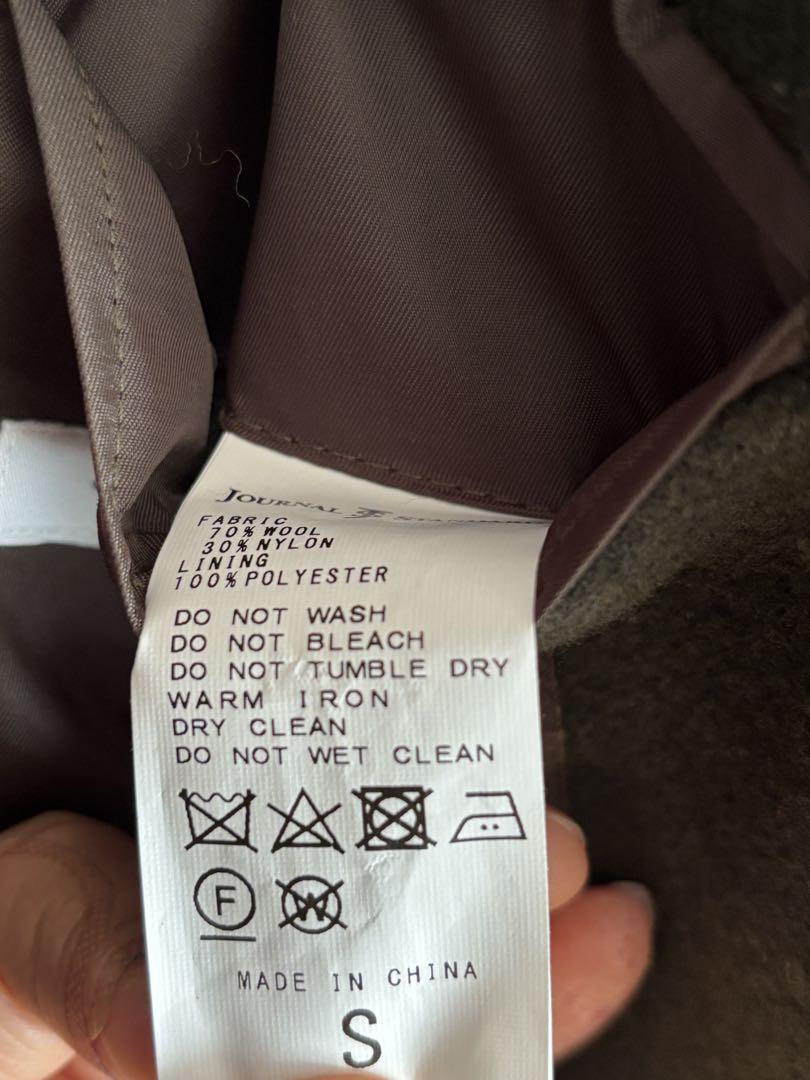 JOURNAL STANDARD
FABRIC
70%WOOL
30%NYLON
LINING
100%POLYESTER
DO NOT WASH
DO NOT BLEACH
DO NOT TUMBLE DRY
WARM IRON
DRY CLEAN
DO NOT WET CLEAN
F W
MADE IN CHINA
S